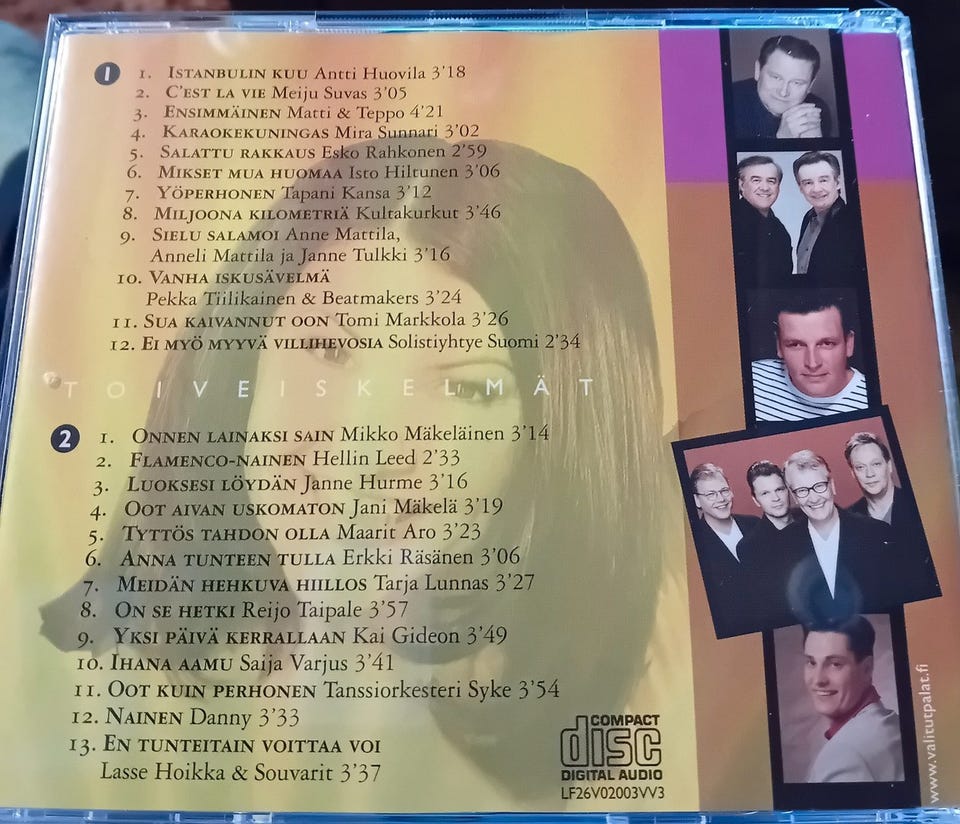 1
1. ISTANBULIN KUU Antti Huovila 3'18
2. C'EST LA VIE Meiju Suvas 3'05
3. ENSIMMÄINEN Matti & Teppo 4'21
4. KARAOKEKUNINGAS Mira Sunnari 3'02
5. SALATTU RAKKAUS Esko Rahkonen 2'59
6. MIKSET MUA HUOMAA Isto Hiltunen 3'06
7. YÖPERHONEN Tapani Kansa 3'12
8. MILJOONA KILOMETRIÄ Kultakurkut 3'46
9. SIELU SALAMOI Anne Mattila,
Anneli Mattila ja Janne Tulkki 3'16
10. VANHA ISKUSÄVELMÄ
Pekka Tiilikainen & Beatmakers 3'24
11. SUA KAIVANNUT OON Tomi Markkola 3'26
12. EI MYÖ MYYVÄ VILLIHEVOSIA Solistiyhtye Suomi 2'34
TOIVEISKELMÄT
2
1. ONNEN LAINAKSI SAIN Mikko Mäkeläinen 3'14
2. FLAMENCO-NAINEN Hellin Leed 2'33
3. LUOKSESI LÖYDÄN Janne Hurme 3'16
4. OOT AIVAN USKOMATON Jani Mäkelä 3'19
5. TYTTÖS TAHDON OLLA Maarit Aro 3'23
6. ANNA TUNTEEN TULLA Erkki Räsänen 3'06
7. MEIDÄN HEHKUVA HIILLOS Tarja Lunnas 3'27
8. ON SE HETKI Reijo Taipale 3'57
9. YKSI PÄIVÄ KERRALLAAN Kai Gideon 3'49
10. IHANA AAMU Saija Varjus 3'41
11. OOT KUIN PERHONEN Tanssiorkesteri Syke 3'54
12. NAINEN Danny 3'33
13. EN TUNTEITAIN VOITTAA VOI
Lasse Hoikka & Souvarit 3'37
COMPACT
disc
DIGITAL AUDIO
LF26V02003VV3
www.valitutpalat.fi